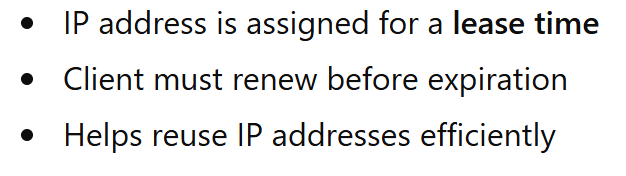 • IP address is assigned for a lease time
• Client must renew before expiration
• Helps reuse IP addresses efficiently